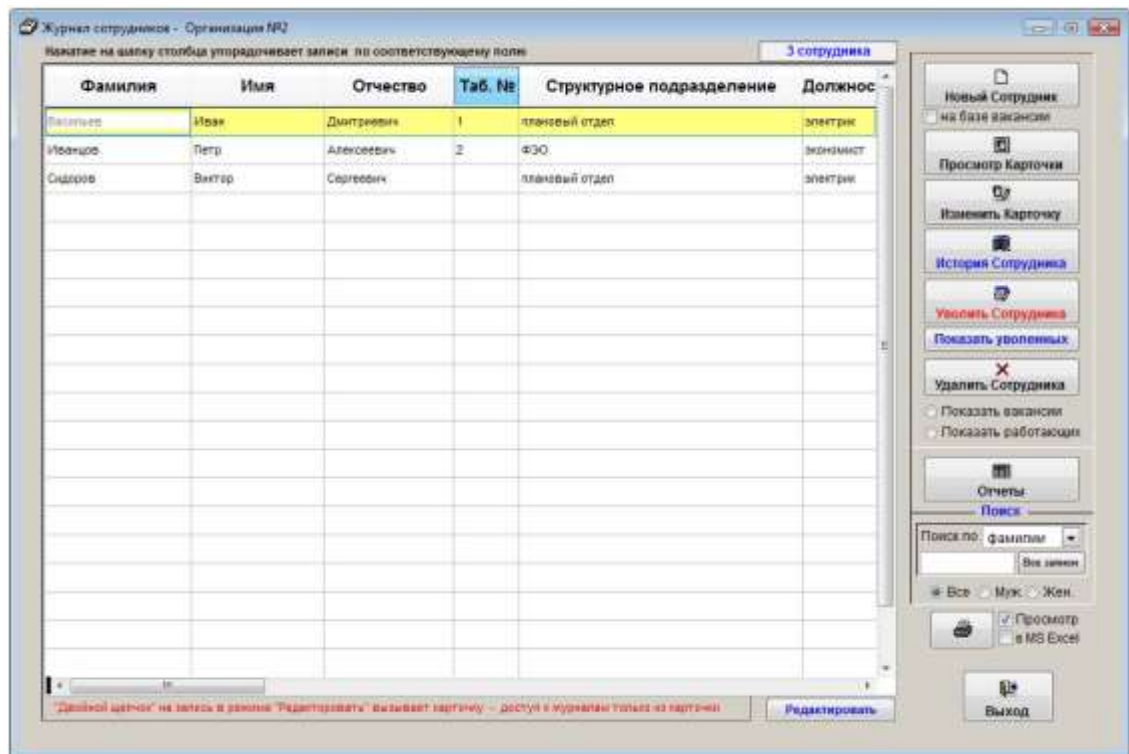 Журнал сотрудников - Организация №2
Нажатие на шапку столбца упорядочивает записи по соответствующему полю
3 сотрудника
Фамилия Имя Отчество Таб. № Структурное подразделение Должнос
Васильев Иван Дмитриевич 1 плановый отдел электрик
Иванцов Петр Алексеевич 2 ФЭО экономист
Сидоров Виктор Сергеевич плановый отдел электрик
"Двойной щелчок" на запись в режиме "Редактировать" вызывает карточку - доступ к журналам только из карточки
Редактировать
Новый Сотрудник
на базе вакансии
Просмотр Карточки
Изменить Карточку
История Сотрудника
Уволить Сотрудника
Показать уволенных
Удалить Сотрудника
Показать вакансии
Показать работающих
Отчеты
Поиск
Поиск по фамилии
Все записи
Все Муж. Жен.
Просмотр
в MS Excel
Выход